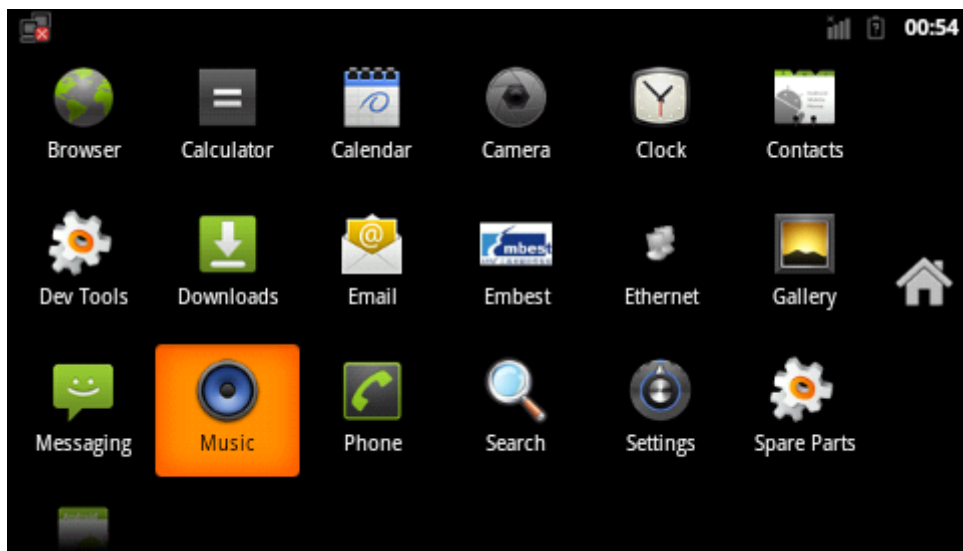 00:54
Browser
Calculator
Calendar
Camera
Clock
Contacts
Dev Tools
Downloads
Email
Embest
Ethernet
Gallery
Messaging
Music
Phone
Search
Settings
Spare Parts